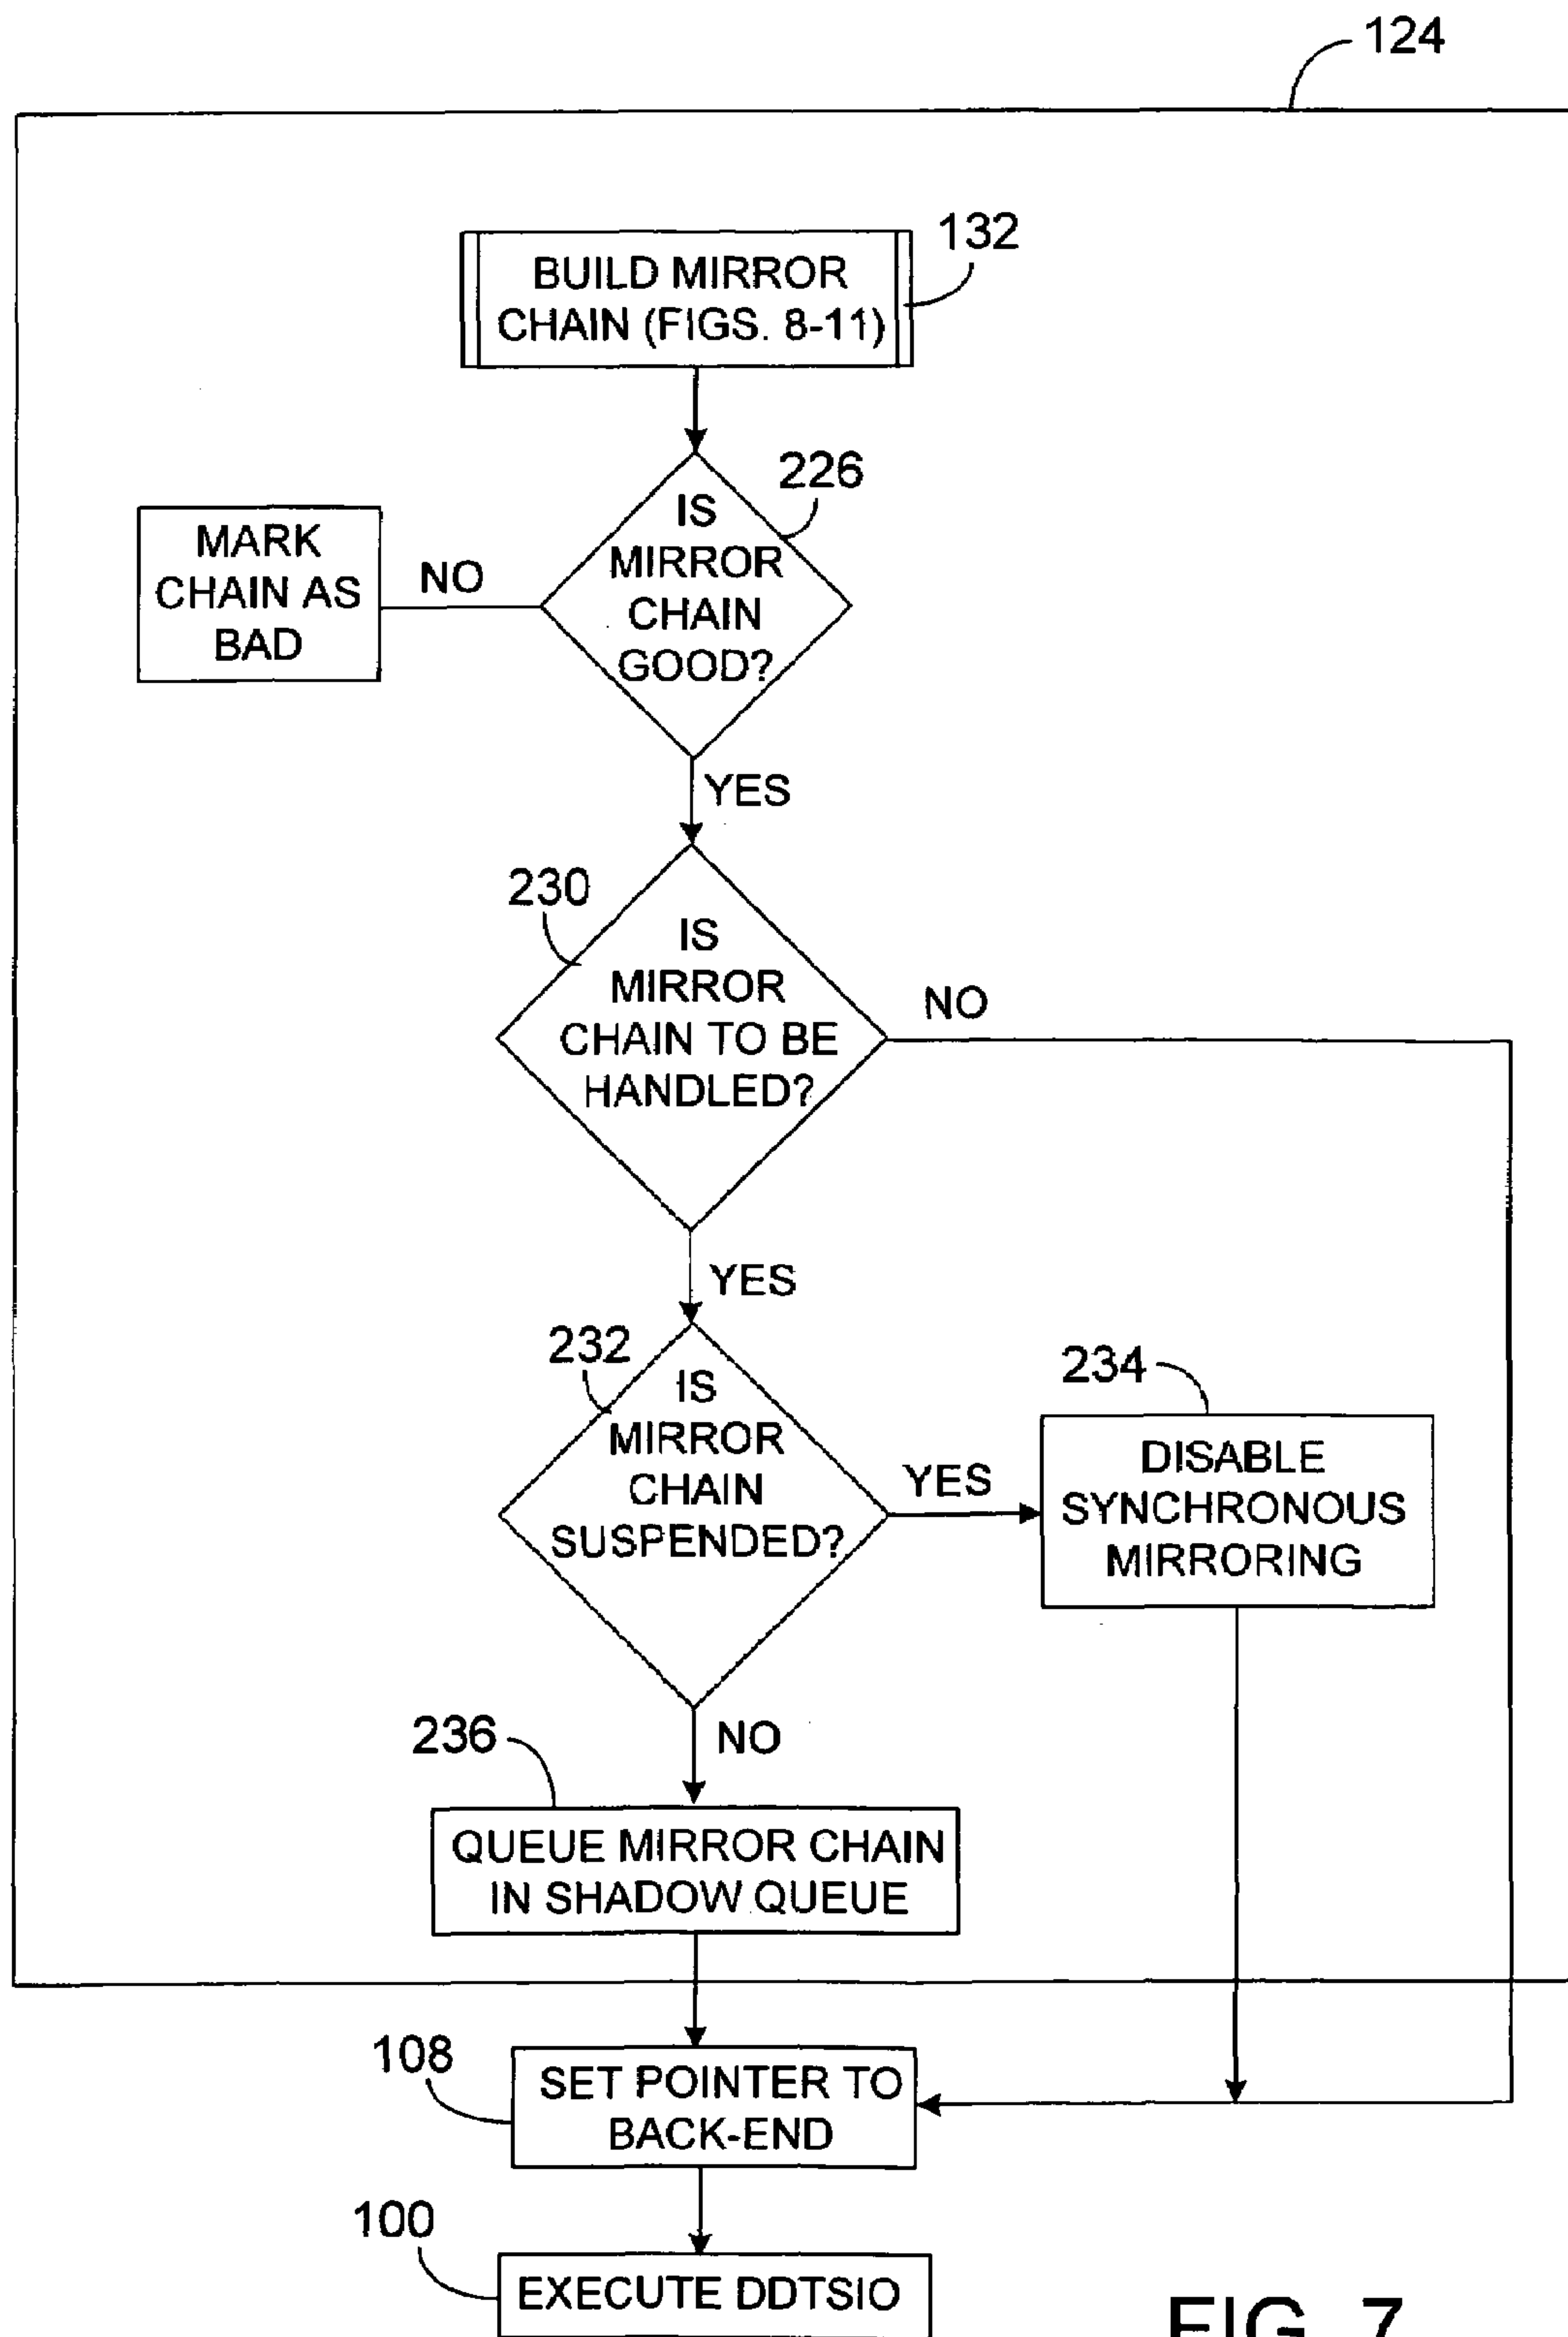 124
132
BUILD MIRROR
CHAIN (FIGS. 8-11)
226
IS
MIRROR
CHAIN
GOOD?
NO
MARK
CHAIN AS
BAD
YES
230
IS
MIRROR
CHAIN TO BE
HANDLED?
NO
YES
232
IS
MIRROR
CHAIN
SUSPENDED?
YES
234
DISABLE
SYNCHRONOUS
MIRRORING
NO
236
QUEUE MIRROR CHAIN
IN SHADOW QUEUE
108
SET POINTER TO
BACK-END
100
EXECUTE DDTSIO
FIG. 7